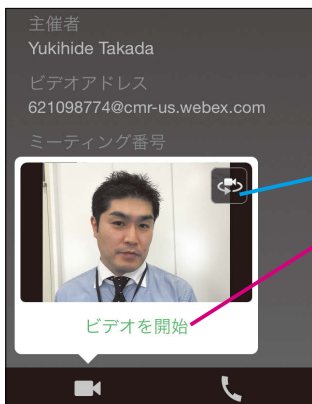 主催者
Yukihide Takada
ビデオアドレス
621098774@cmr-us.webex.com
ミーティング番号
ビデオを開始